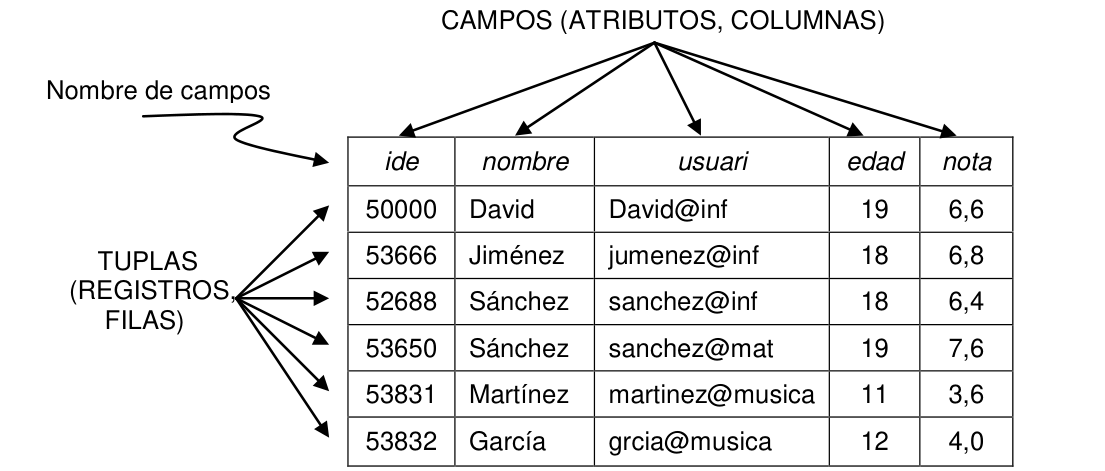 CAMPOS (ATRIBUTOS, COLUMNAS)
Nombre de campos
ide nombre usuari edad nota
50000 David David@inf 19 6,6
53666 Jiménez jumenez@inf 18 6,8
52688 Sánchez sanchez@inf 18 6,4
53650 Sánchez sanchez@mat 19 7,6
53831 Martínez martinez@musica 11 3,6
53832 García grcia@musica 12 4,0
TUPLAS
(REGISTROS,
FILAS)